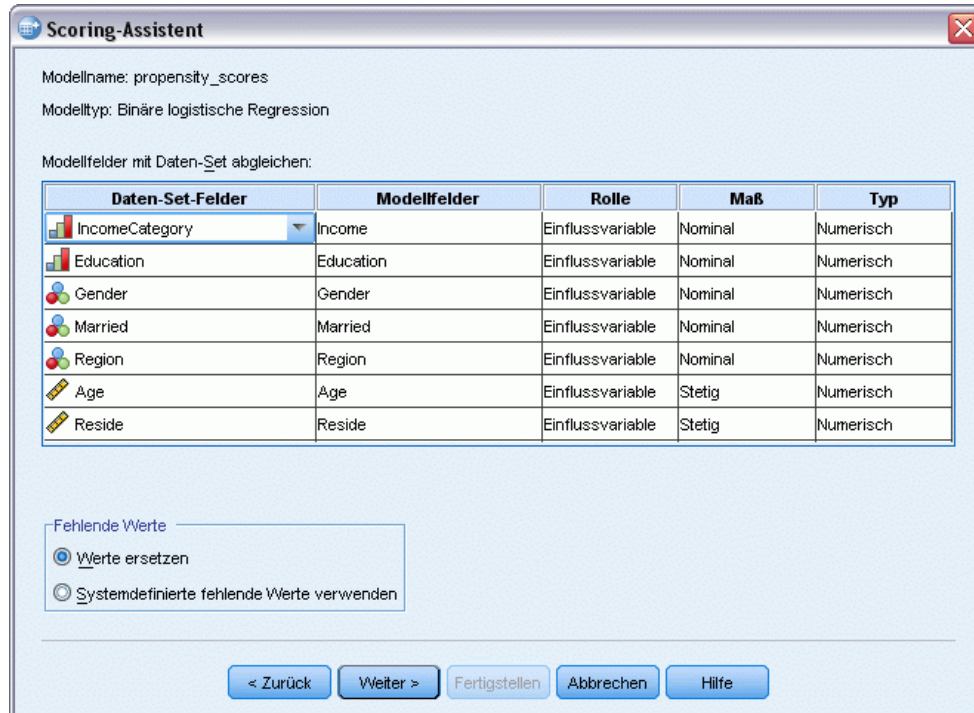 Scoring-Assistent
Modellname: propensity_scores
Modelltyp: Binäre logistische Regression
Modellfelder mit Daten-Set abgleichen:
Daten-Set-Felder Modellfelder Rolle Maß Typ
IncomeCategory Income Einflussvariable Nominal Numerisch
Education Education Einflussvariable Nominal Numerisch
Gender Gender Einflussvariable Nominal Numerisch
Married Married Einflussvariable Nominal Numerisch
Region Region Einflussvariable Nominal Numerisch
Age Age Einflussvariable Stetig Numerisch
Reside Reside Einflussvariable Stetig Numerisch
Fehlende Werte
Werte ersetzen
Systemdefinierte fehlende Werte verwenden
< Zurück Weiter > Fertigstellen Abbrechen Hilfe